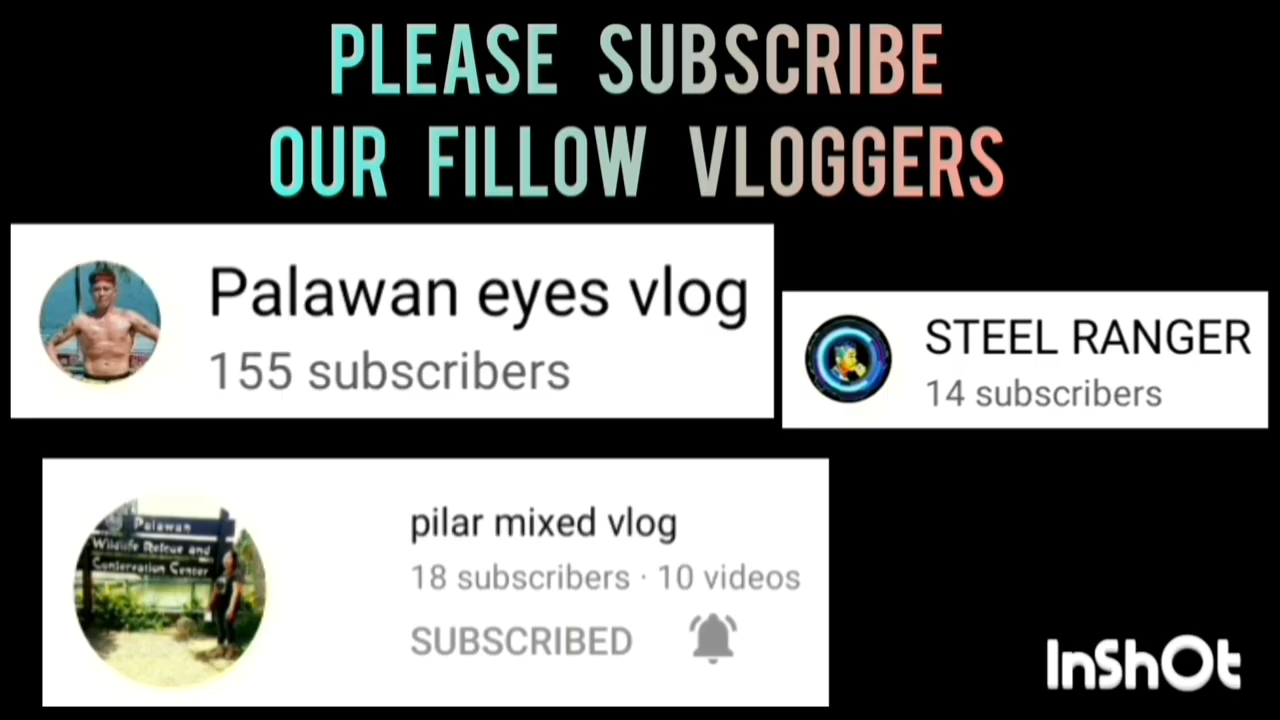 PLEASE SUBSCRIBE
OUR FILLOW VLOGGERS
Palawan eyes vlog
155 subscribers
STEEL RANGER
14 subscribers
Palawan
Wildlife Rescue and
Conservation Center
pilar mixed vlog
18 subscribers · 10 videos
SUBSCRIBED
InShOt